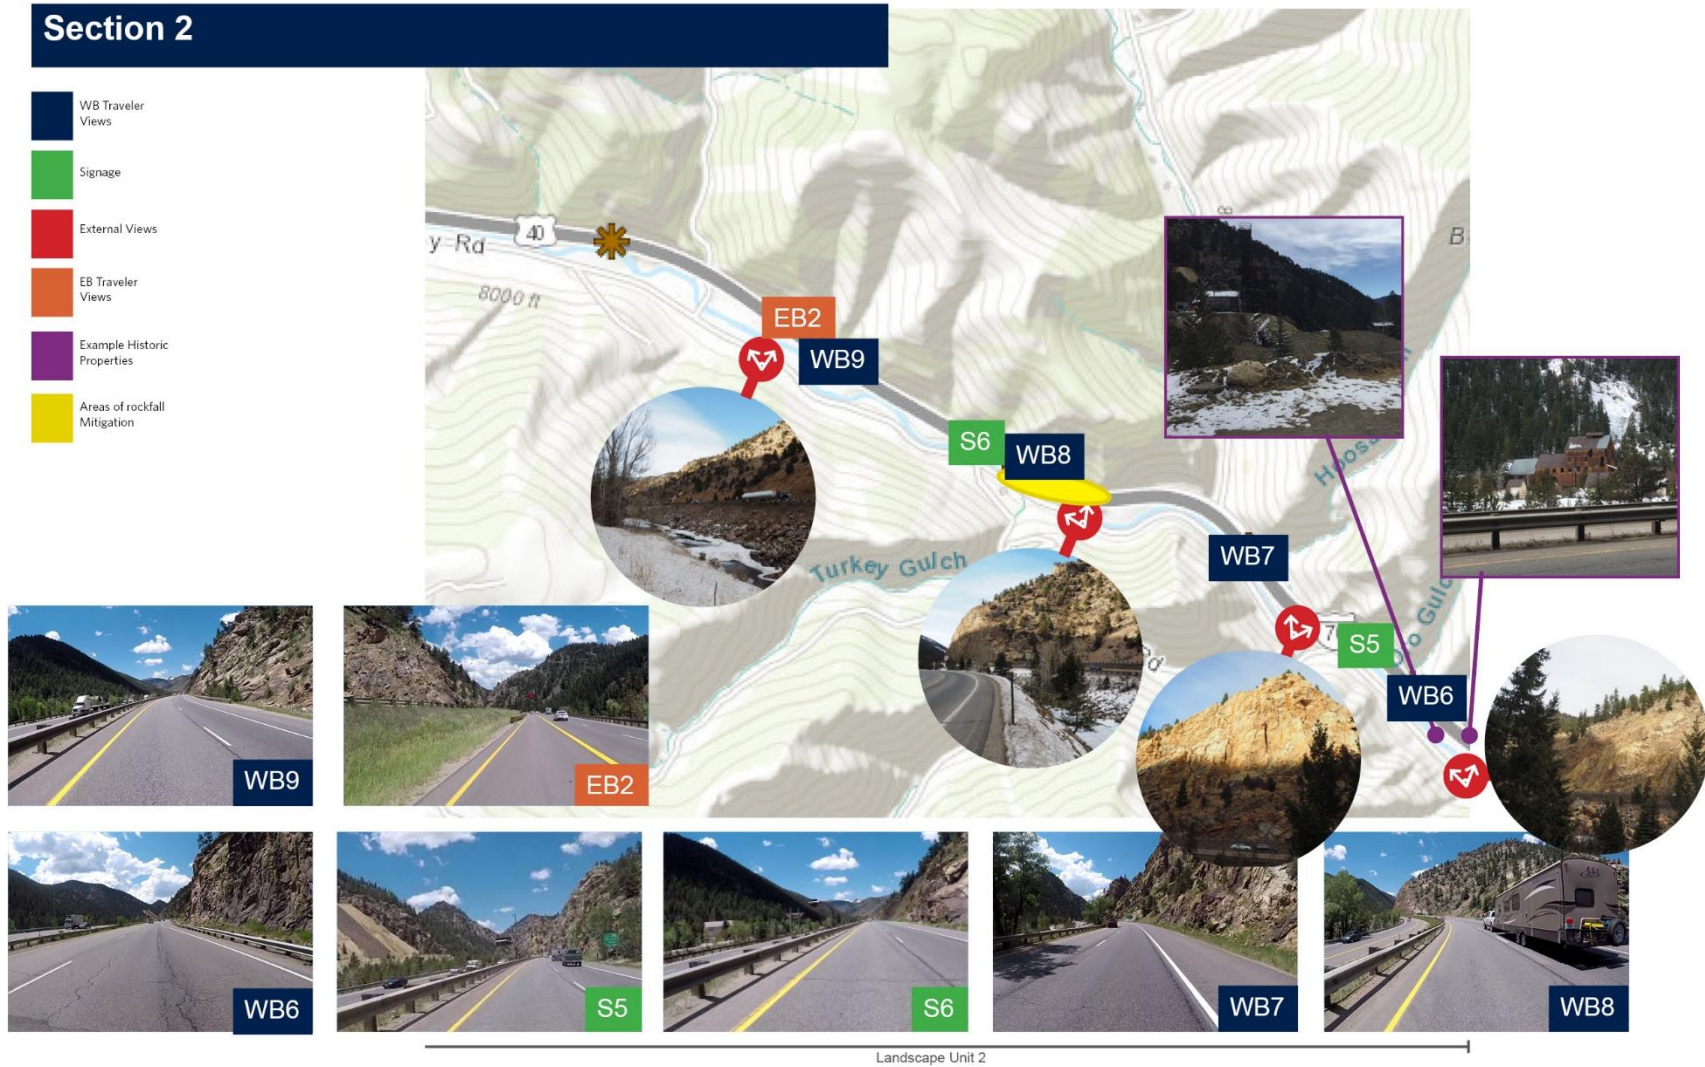 Section 2
WB Traveler
Views
Signage
External Views
EB Traveler
Views
Example Historic
Properties
Areas of rockfall
Mitigation
40
y Rd
8000 ft
B
EB2
WB9
S6
WB8
Turkey Gulch
WB7
7
S5
WB6
WB9
EB2
WB6
S5
S6
WB7
WB8
Landscape Unit 2